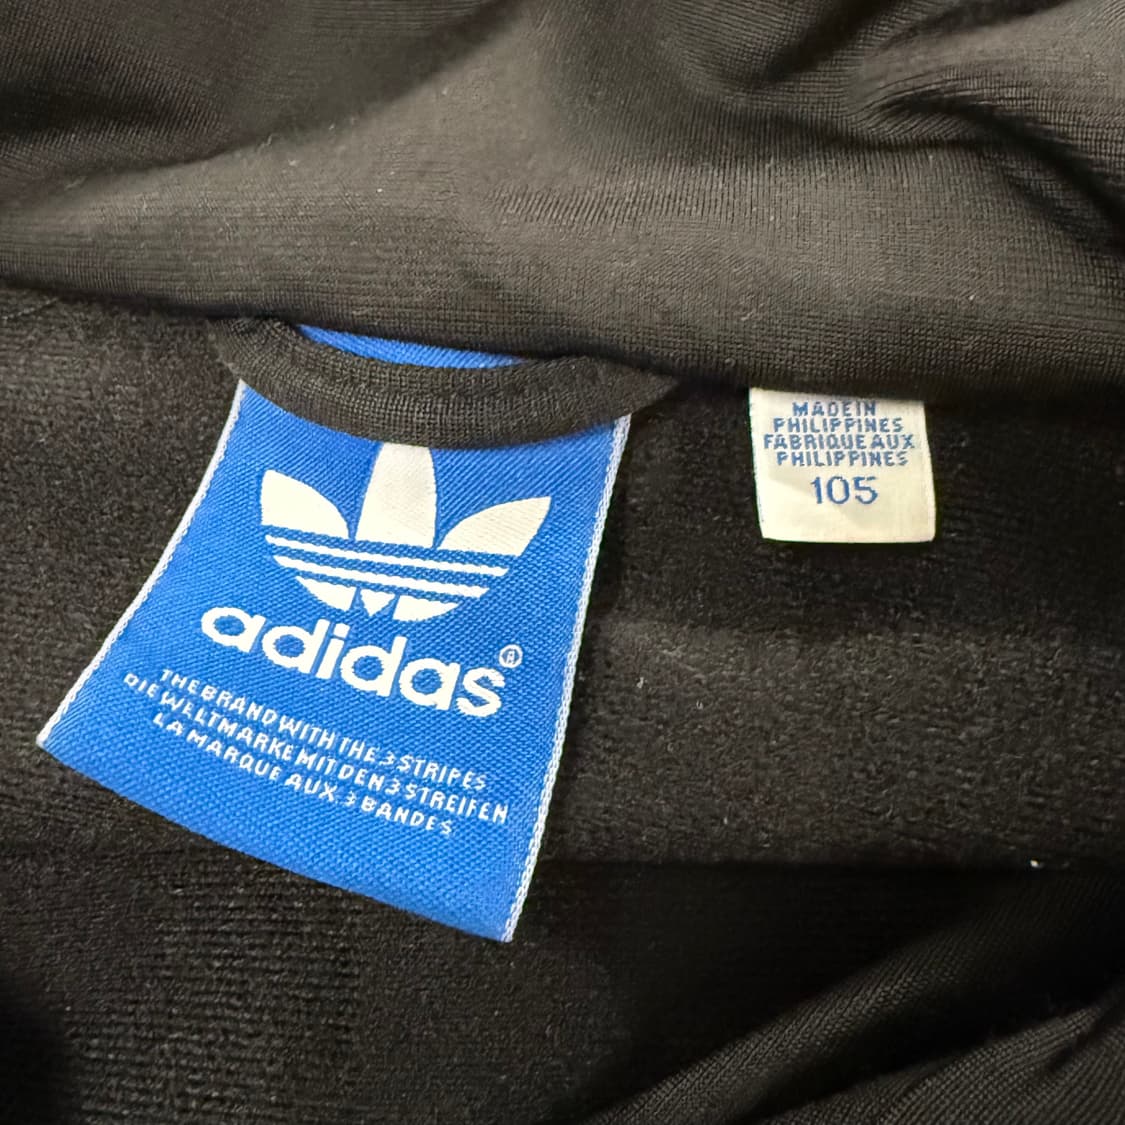 adidas®
THE BRAND WITH THE 3 STRIPES
DIE WELTMARKE MIT DEN 3 STREIFEN
LA MARQUE AUX 3 BANDES
MADE IN
PHILIPPINES
FABRIQUE AUX
PHILIPPINES
105